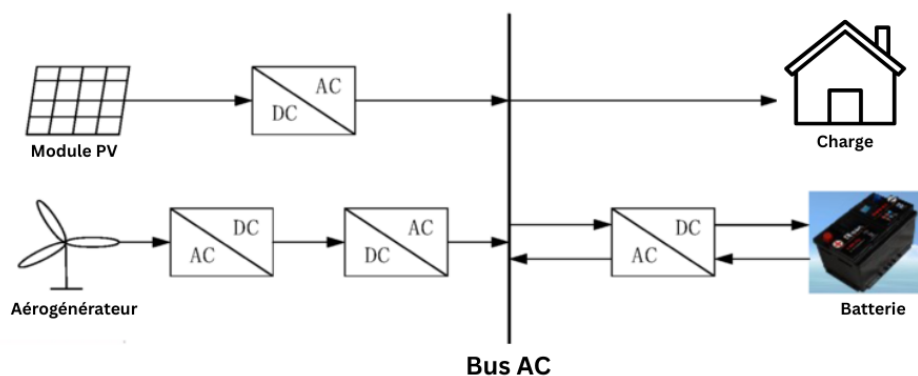 AC
DC
Module PV
Charge
DC
AC
AC
DC
DC
AC
Aérogénérateur
Batterie
Bus AC